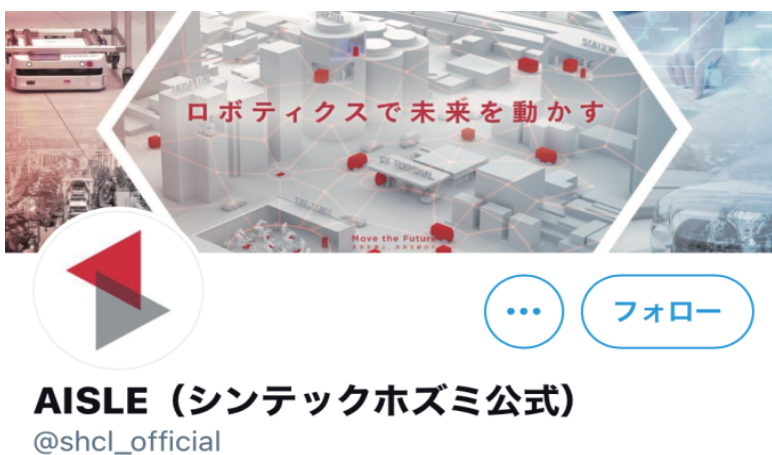 STATION
HOSPITAL
ロボティクスで未来を動かす
Move the Future
フォロー
AISLE（シンテックホズミ公式）
@shcl_official